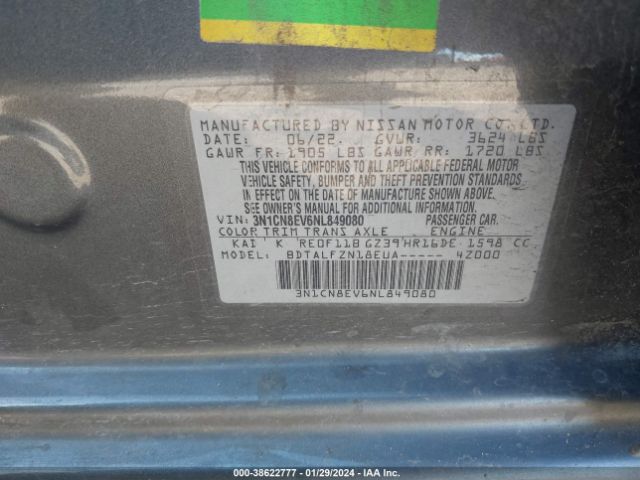 MANUFACTURED BY NISSAN MOTOR CO.,LTD.
DATE: 06/22. GVWR: 3624 LBS
GAWR FR: 1905 LBS GAWR RR: 1720 LBS
THIS VEHICLE CONFORMS TO ALL APPLICABLE FEDERAL MOTOR
VEHICLE SAFETY, BUMPER AND THEFT PREVENTION STANDARDS
IN EFFECT ON THE DATE OF MANUFACTURE SHOWN ABOVE.
SEE OWNER'S MANUAL FOR ADDITIONAL INFORMATION.
VIN: 3N1CN8EV6NL849080 PASSENGER CAR.
COLOR TRIM TRANS AXLE ENGINE
KAI' K RE0F11B GZ39'HR16DE 1598 CC
MODEL: BDTALFZN18EUA----- 4Z000
3N1CN8EV6NL849080
000-38622777 - 01/29/2024 - IAA Inc.